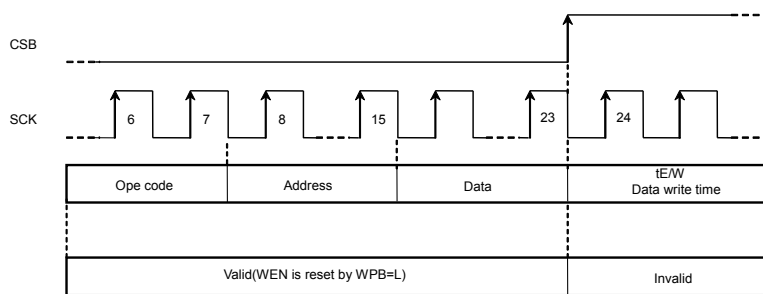 CSB
SCK
6 7 8 15 23 24
Ope code Address Data tE/W
Data write time
Valid(WEN is reset by WPB=L) Invalid